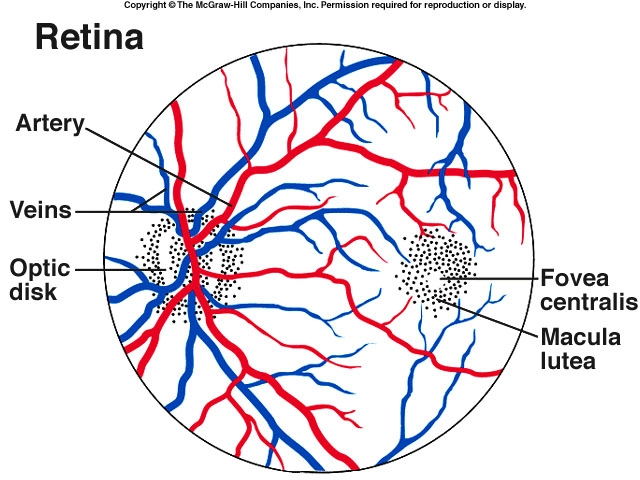 Copyright © The McGraw-Hill Companies, Inc. Permission required for reproduction or display.
Retina
Artery
Veins
Optic
disk
Fovea
centralis
Macula
lutea